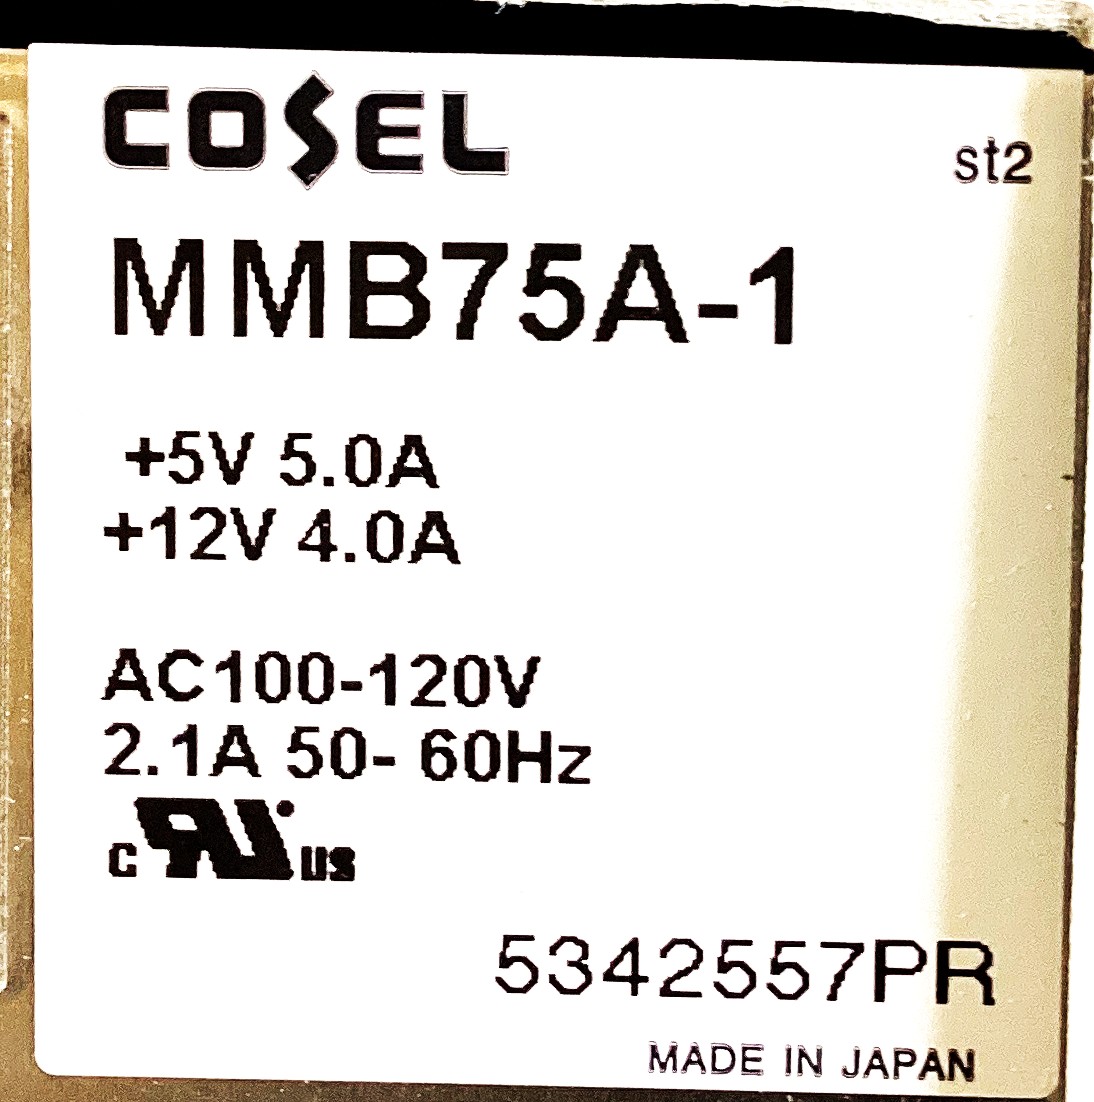 COSEL
st2
MMB75A-1
+5V 5.0A
+12V 4.0A
AC100-120V
2.1A 50- 60Hz
c RU US
5342557PR
MADE IN JAPAN